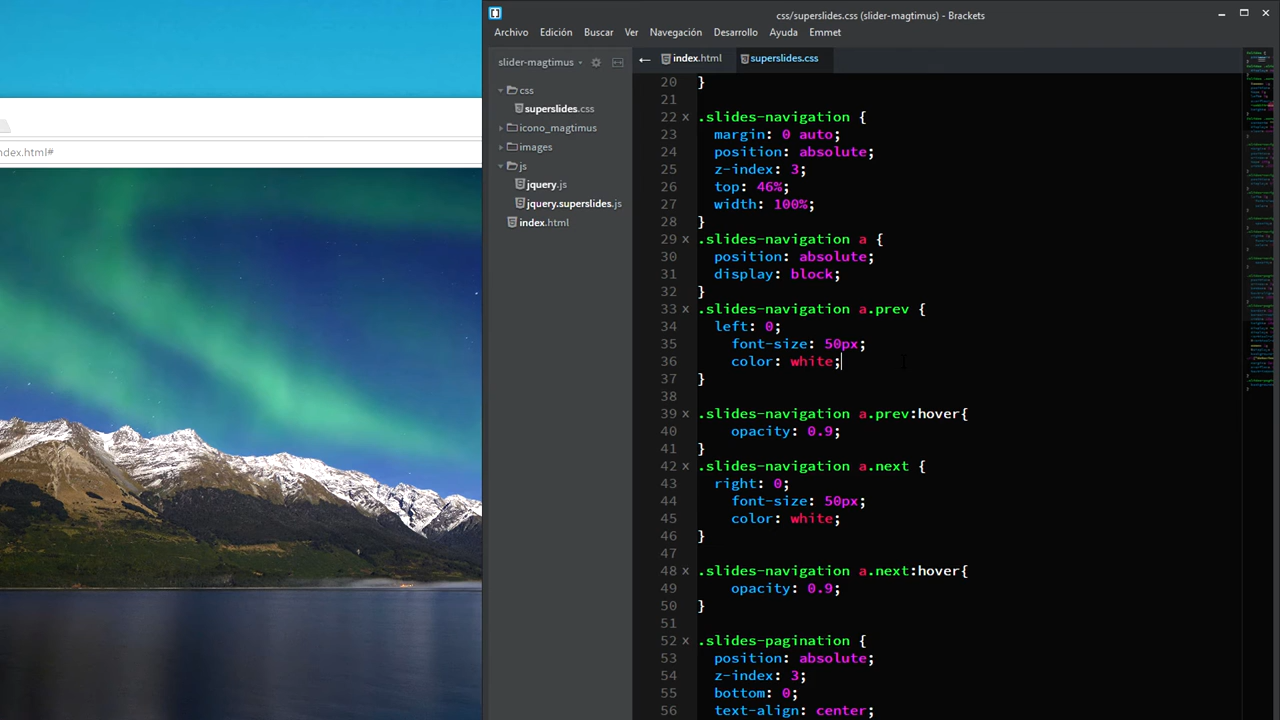 css/superslides.css (slider-magtimus) - Brackets
Archivo Edición Buscar Ver Navegación Desarrollo Ayuda Emmet
slider-magtimus
index.html superslides.css
css
superslides.css
icono_magtimus
images
js
jquery.js
jquery.superslides.js
index.html
ndex.html#
20 }
21
22 .slides-navigation {
23 margin: 0 auto;
24 position: absolute;
25 z-index: 3;
26 top: 46%;
27 width: 100%;
28 }
29 .slides-navigation a {
30 position: absolute;
31 display: block;
32 }
33 .slides-navigation a.prev {
34 left: 0;
35 font-size: 50px;
36 color: white;
37 }
38
39 .slides-navigation a.prev:hover{
40 opacity: 0.9;
41 }
42 .slides-navigation a.next {
43 right: 0;
44 font-size: 50px;
45 color: white;
46 }
47
48 .slides-navigation a.next:hover{
49 opacity: 0.9;
50 }
51
52 .slides-pagination {
53 position: absolute;
54 z-index: 3;
55 bottom: 0;
56 text-align: center;